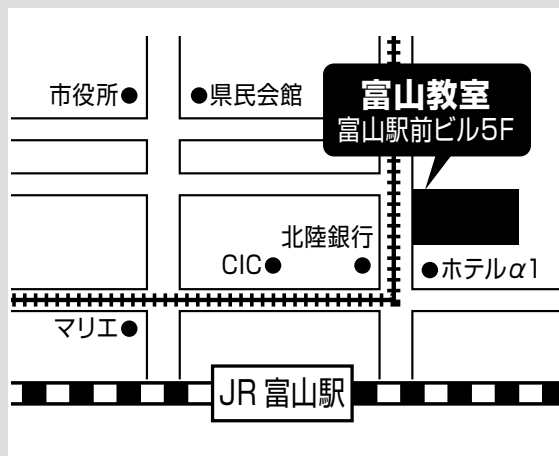 市役所●
●県民会館
富山教室
富山駅前ビル5F
北陸銀行
CIC●
●
●ホテルα1
マリエ●
JR 富山駅